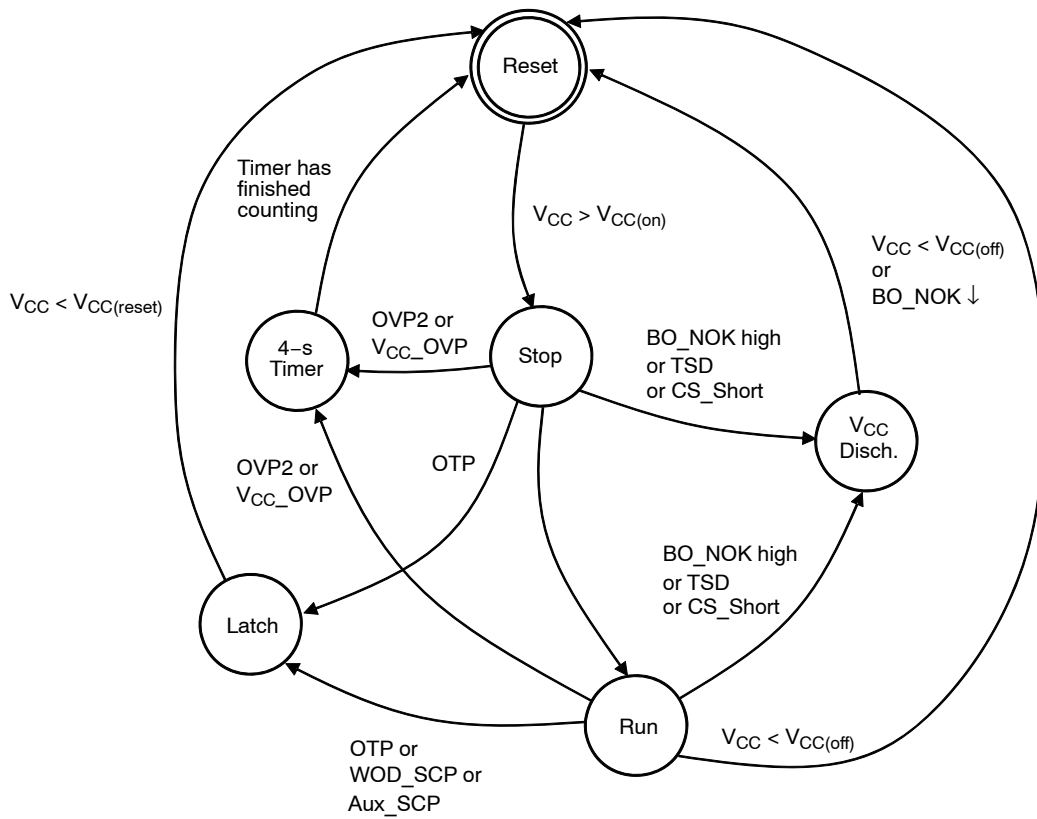 Reset
Timer has
finished
counting
V_CC > V_CC(on)
V_CC < V_CC(off)
or
BO_NOK ↓
V_CC < V_CC(reset)
OVP2 or
V_CC_OVP
4−s
Timer
Stop
BO_NOK high
or TSD
or CS_Short
V_CC
Disch.
OVP2 or
V_CC_OVP
OTP
BO_NOK high
or TSD
or CS_Short
Latch
Run
V_CC < V_CC(off)
OTP or
WOD_SCP or
Aux_SCP